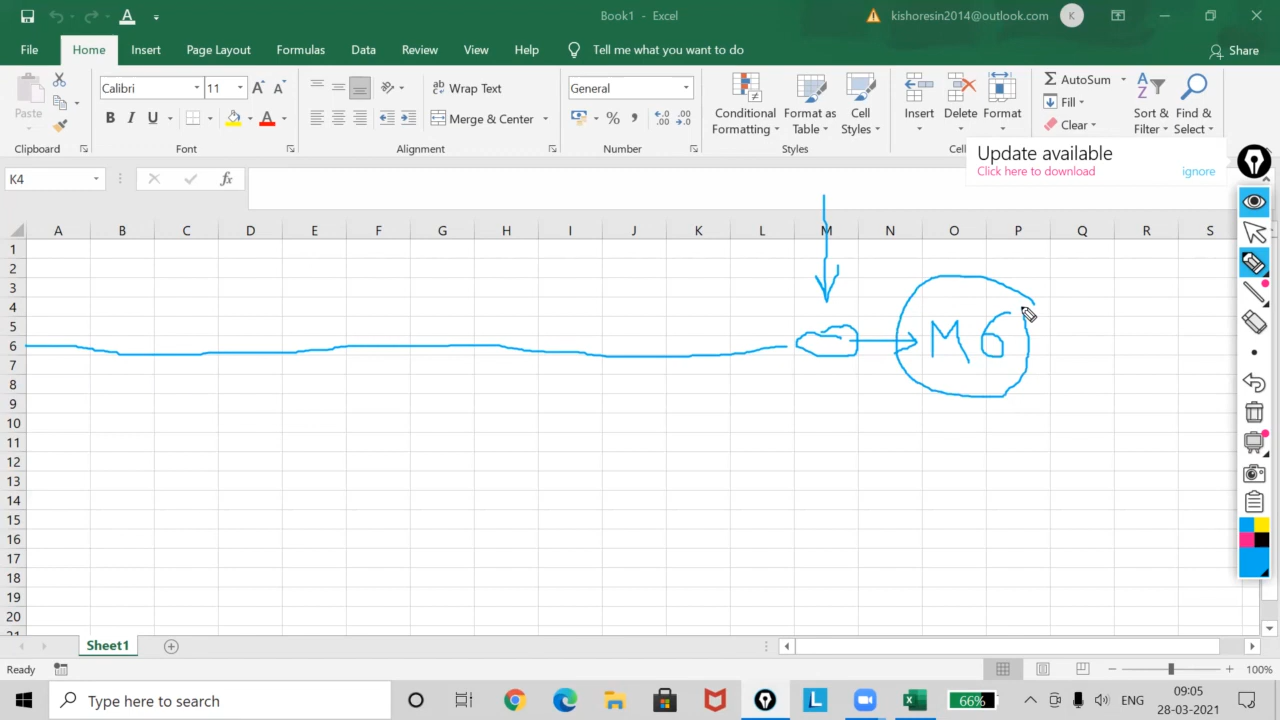 Book1 - Excel
kishoresin2014@outlook.com
K
File Home Insert Page Layout Formulas Data Review View Help Tell me what you want to do Share
Paste
Calibri 11
B I U
ab Wrap Text
Merge & Center
General
% ,
Conditional Formatting
Format as Table
Cell Styles
Insert
Delete
Format
AutoSum
Fill
Clear
Sort & Filter
Find & Select
Clipboard Font Alignment Number Styles Cel
Update available
Click here to download ignore
K4 fx
A B C D E F G H I J K L M N O P Q R S
1
2
3
4
5
6
7
8
9
10
11
12
13
14
15
16
17
18
19
20
21
M6
Sheet1
Ready 100%
Type here to search
L
66%
ENG
09:05
28-03-2021